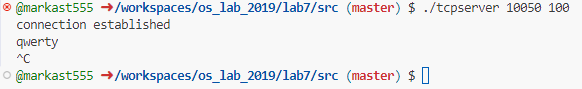 @markast555 ➜/workspaces/os_lab_2019/lab7/src (master) $ ./tcpserver 10050 100
connection established
qwerty
^C
@markast555 ➜/workspaces/os_lab_2019/lab7/src (master) $